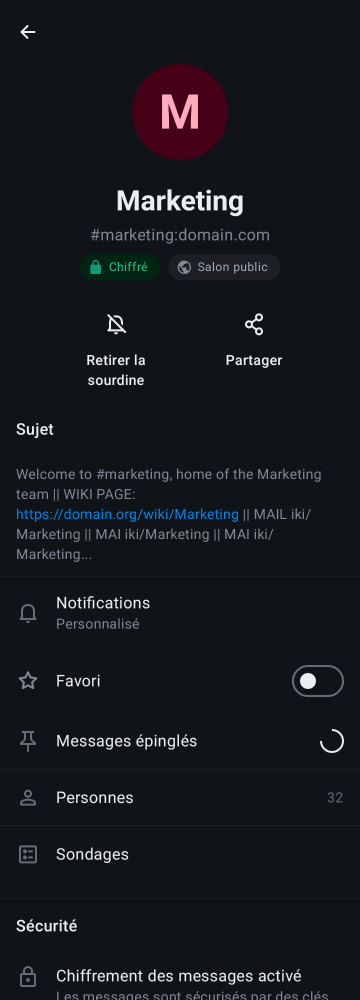 M
Marketing
#marketing:domain.com
Chiffré
Salon public
Retirer la
sourdine
Partager
Sujet
Welcome to #marketing, home of the Marketing
team || WIKI PAGE:
https://domain.org/wiki/Marketing || MAIL iki/
Marketing || MAI iki/Marketing || MAI iki/
Marketing...
Notifications
Personnalisé
Favori
Messages épinglés
Personnes
32
Sondages
Sécurité
Chiffrement des messages activé
Les messages sont sécurisés par des clés